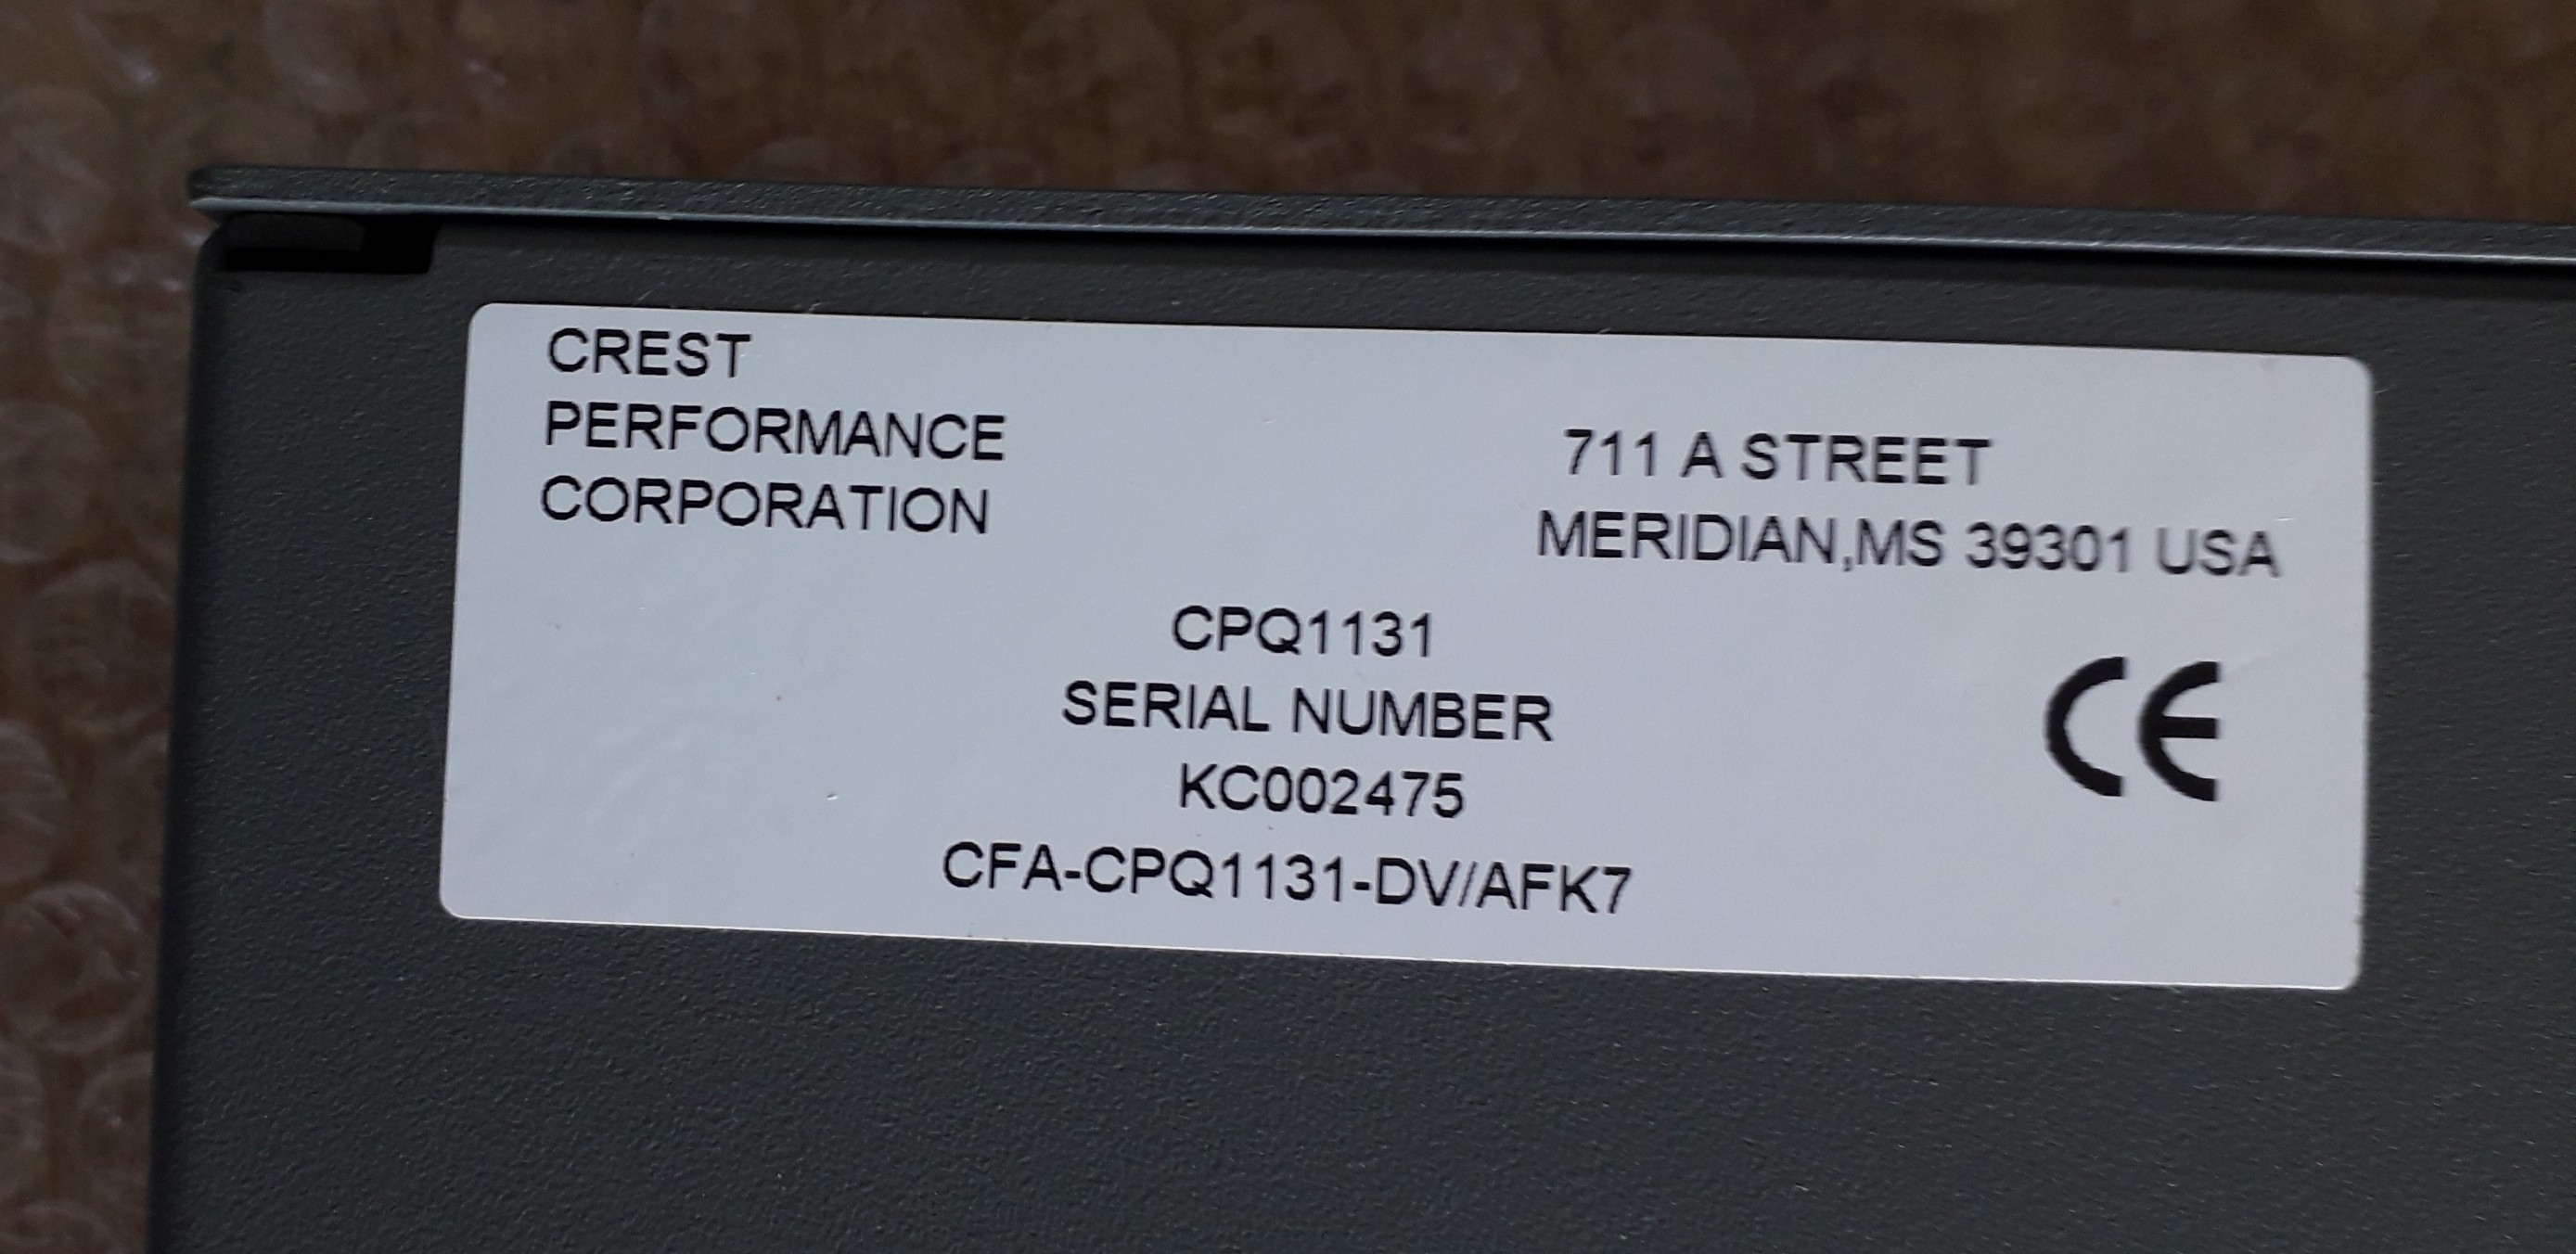 CREST
PERFORMANCE
CORPORATION
711 A STREET
MERIDIAN,MS 39301 USA
CPQ1131
SERIAL NUMBER
KC002475
CFA-CPQ1131-DV/AFK7
CE